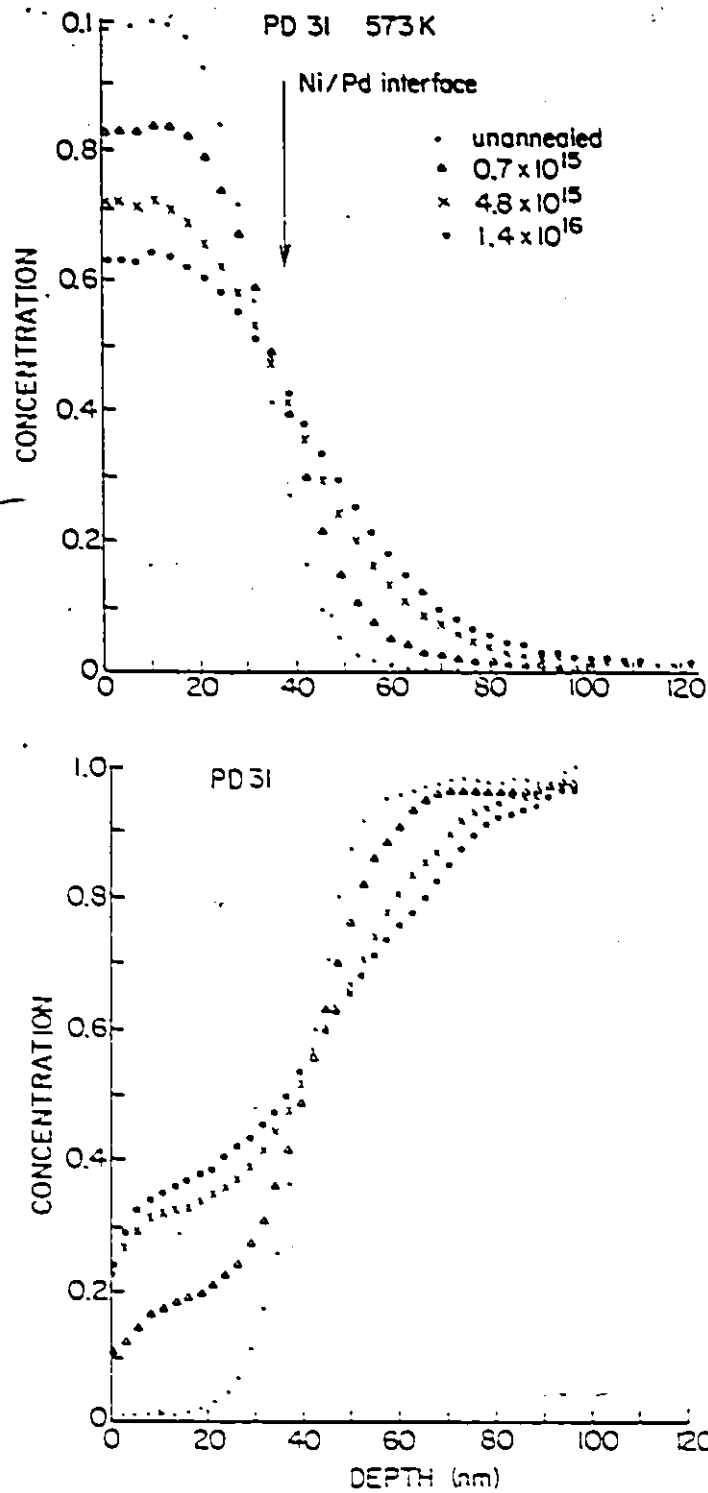 PD 31 573K
Ni/Pd interface
unannealed
0.7 x 10^15
4.8 x 10^15
1.4 x 10^16
CONCENTRATION
0.1
0.8
0.6
0.4
0.2
0
0 20 40 60 80 100 120
PD 31
CONCENTRATION
1.0
0.8
0.6
0.4
0.2
0
0 20 40 60 80 100 120
DEPTH (nm)